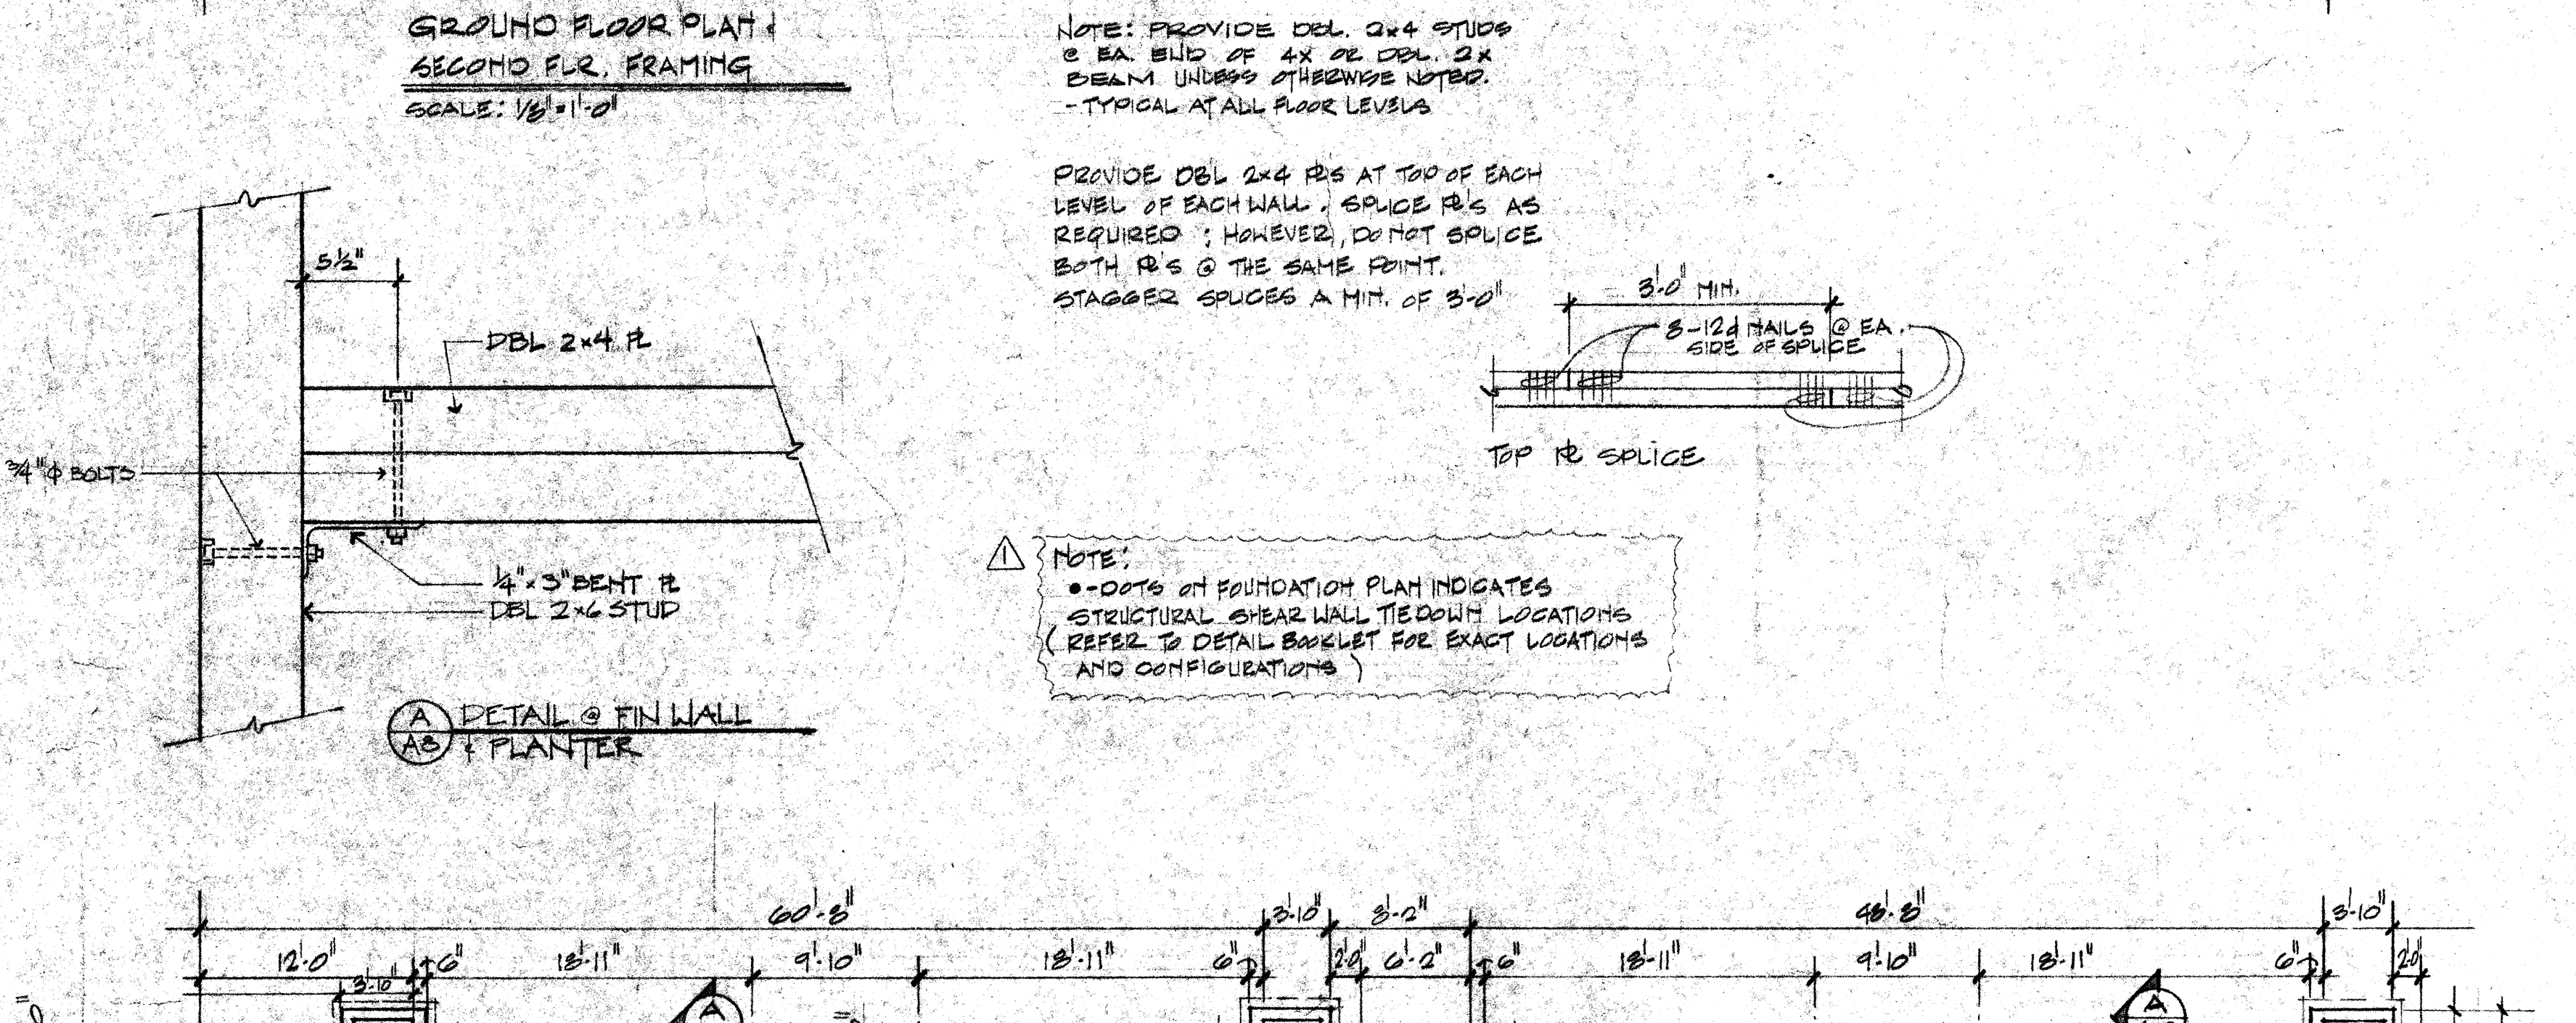 GROUND FLOOR PLAN &
SECOND FLR. FRAMING
SCALE: 1/8"=1'-0"
NOTE: PROVIDE DBL. 2x4 STUDS
@ EA. END OF 4x OR DBL. 2x
BEAM UNLESS OTHERWISE NOTED.
- TYPICAL AT ALL FLOOR LEVELS
PROVIDE DBL 2x4 PL'S AT TOP OF EACH
LEVEL OF EACH WALL. SPLICE PL'S AS
REQUIRED ; HOWEVER, DO NOT SPLICE
BOTH PL'S @ THE SAME POINT.
STAGGER SPLICES A MIN. OF 3'-0"
3'-0" MIN.
8-12d NAILS @ EA.
SIDE OF SPLICE
TOP PL SPLICE
5 1/2"
DBL 2x4 PL
3/4"ϕ BOLTS
1/4" x 3" BENT PL
DBL 2x6 STUD
A
A3
DETAIL @ FIN WALL
& PLANTER
1
NOTE:
•-DOTS ON FOUNDATION PLAN INDICATES
STRUCTURAL SHEAR WALL TIEDOWN LOCATIONS
( REFER TO DETAIL BOOKLET FOR EXACT LOCATIONS
AND CONFIGURATIONS )
60'-8" 3'-10" 8'-2" 48'-8" 3'-10"
12'-0" 6" 18'-11" 9'-10" 18'-11" 6" 2'-0" 6'-2" 6" 18'-11" 9'-10" 18'-11" 6" 2'-0"
3'-10"
A
A